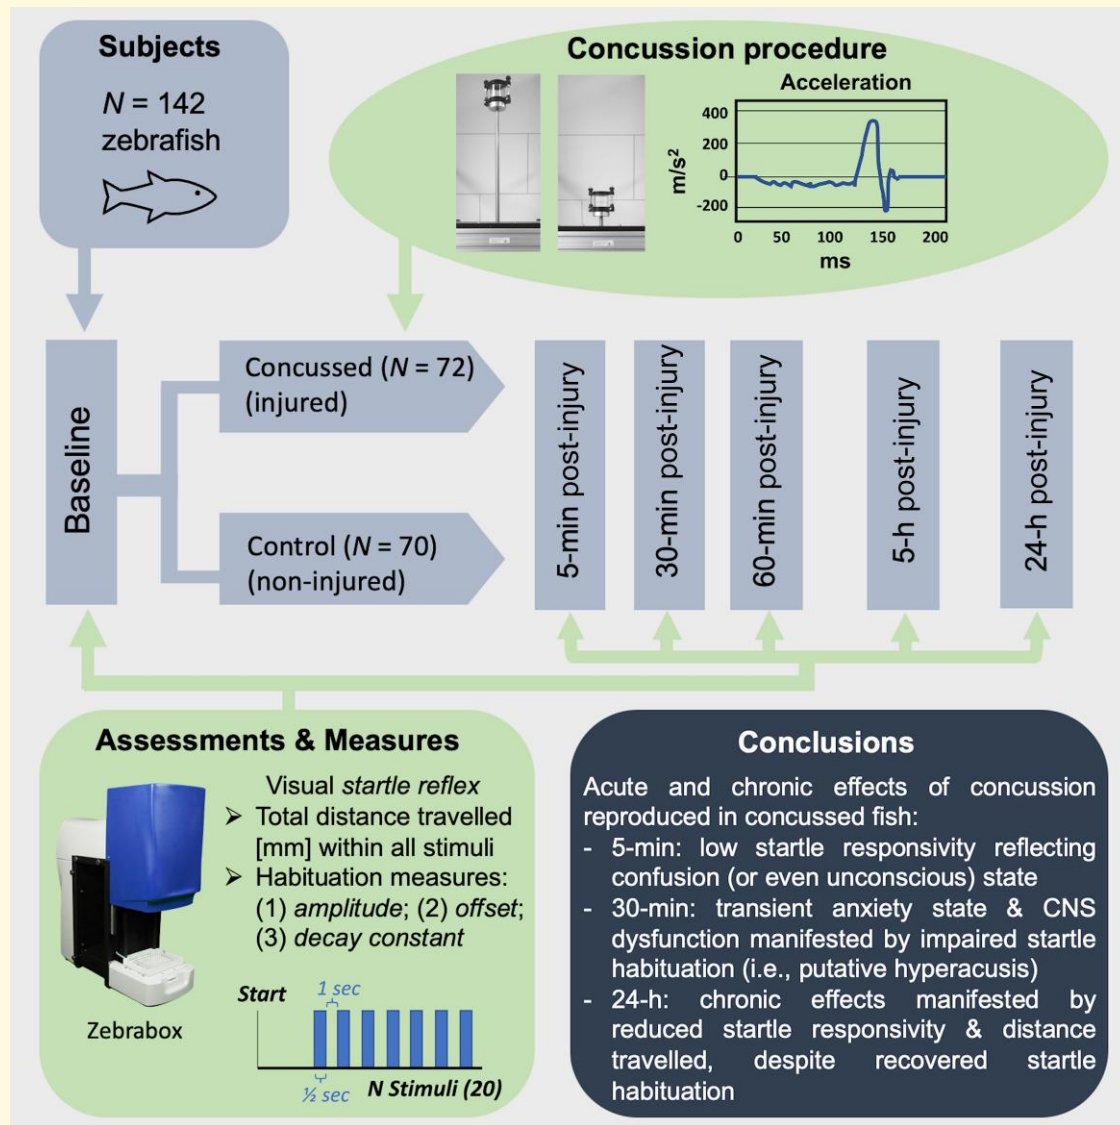 Subjects
N = 142
zebrafish
Concussion procedure
Acceleration
m/s²
400
200
0
-200
0 50 100 150 200
ms
Baseline
Concussed (N = 72)
(injured)
Control (N = 70)
(non-injured)
5-min post-injury
30-min post-injury
60-min post-injury
5-h post-injury
24-h post-injury
Assessments & Measures
Visual startle reflex
➢ Total distance travelled
[mm] within all stimuli
➢ Habituation measures:
(1) amplitude; (2) offset;
(3) decay constant
Zebrabox
Start
1 sec
½ sec
N Stimuli (20)
Conclusions
Acute and chronic effects of concussion
reproduced in concussed fish:
- 5-min: low startle responsivity reflecting
confusion (or even unconscious) state
- 30-min: transient anxiety state & CNS
dysfunction manifested by impaired startle
habituation (i.e., putative hyperacusis)
- 24-h: chronic effects manifested by
reduced startle responsivity & distance
travelled, despite recovered startle
habituation